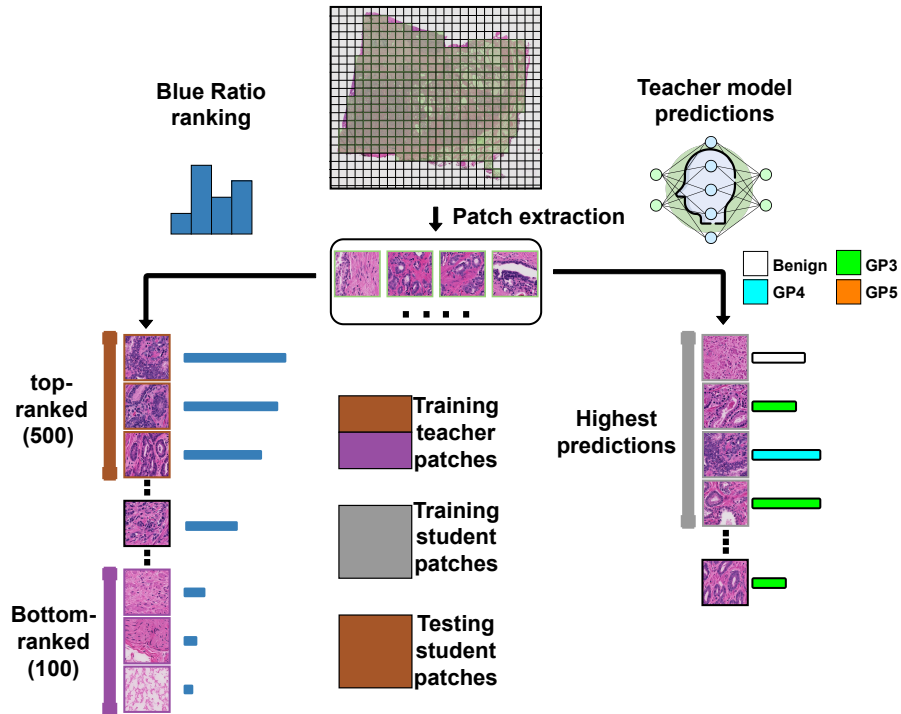 Blue Ratio
ranking
Teacher model
predictions
Patch extraction
Benign
GP3
GP4
GP5
top-
ranked
(500)
Training
teacher
patches
Highest
predictions
Training
student
patches
Bottom-
ranked
(100)
Testing
student
patches